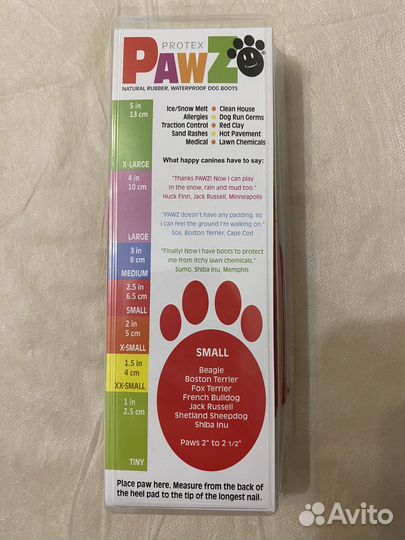 PROTEX
PAWZ
NATURAL RUBBER, WATERPROOF DOG BOOTS
5 in
13 cm
X-LARGE
4 in
10 cm
LARGE
3 in
8 cm
MEDIUM
2.5 in
6.5 cm
SMALL
2 in
5 cm
X-SMALL
1.5 in
4 cm
XX-SMALL
1 in
2.5 cm
TINY
Ice/Snow Melt • Clean House
Allergies • Dog Run Germs
Traction Control • Red Clay
Sand Rashes • Hot Pavement
Medical • Lawn Chemicals
What happy canines have to say:
"Thanks PAWZ! Now I can play
in the snow, rain and mud too."
Huck Finn, Jack Russell, Minneapolis
"PAWZ doesn't have any padding, so
i can feel the ground I'm walking on."
Sox, Boston Terrier, Cape Cod
"Finally! Now I have boots to protect
me from itchy lawn chemicals."
Sumo, Shiba Inu, Memphis
SMALL
Beagle
Boston Terrier
Fox Terrier
French Bulldog
Jack Russell
Shetland Sheepdog
Shiba Inu
Paws 2" to 2 1/2"
Place paw here. Measure from the back of
the heel pad to the tip of the longest nail.
Avito